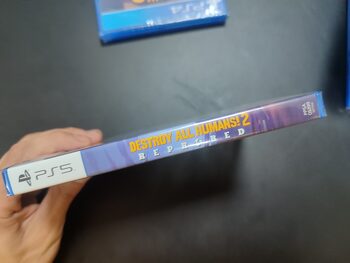 PS5
DESTROY ALL HUMANS! 2
REPROBED